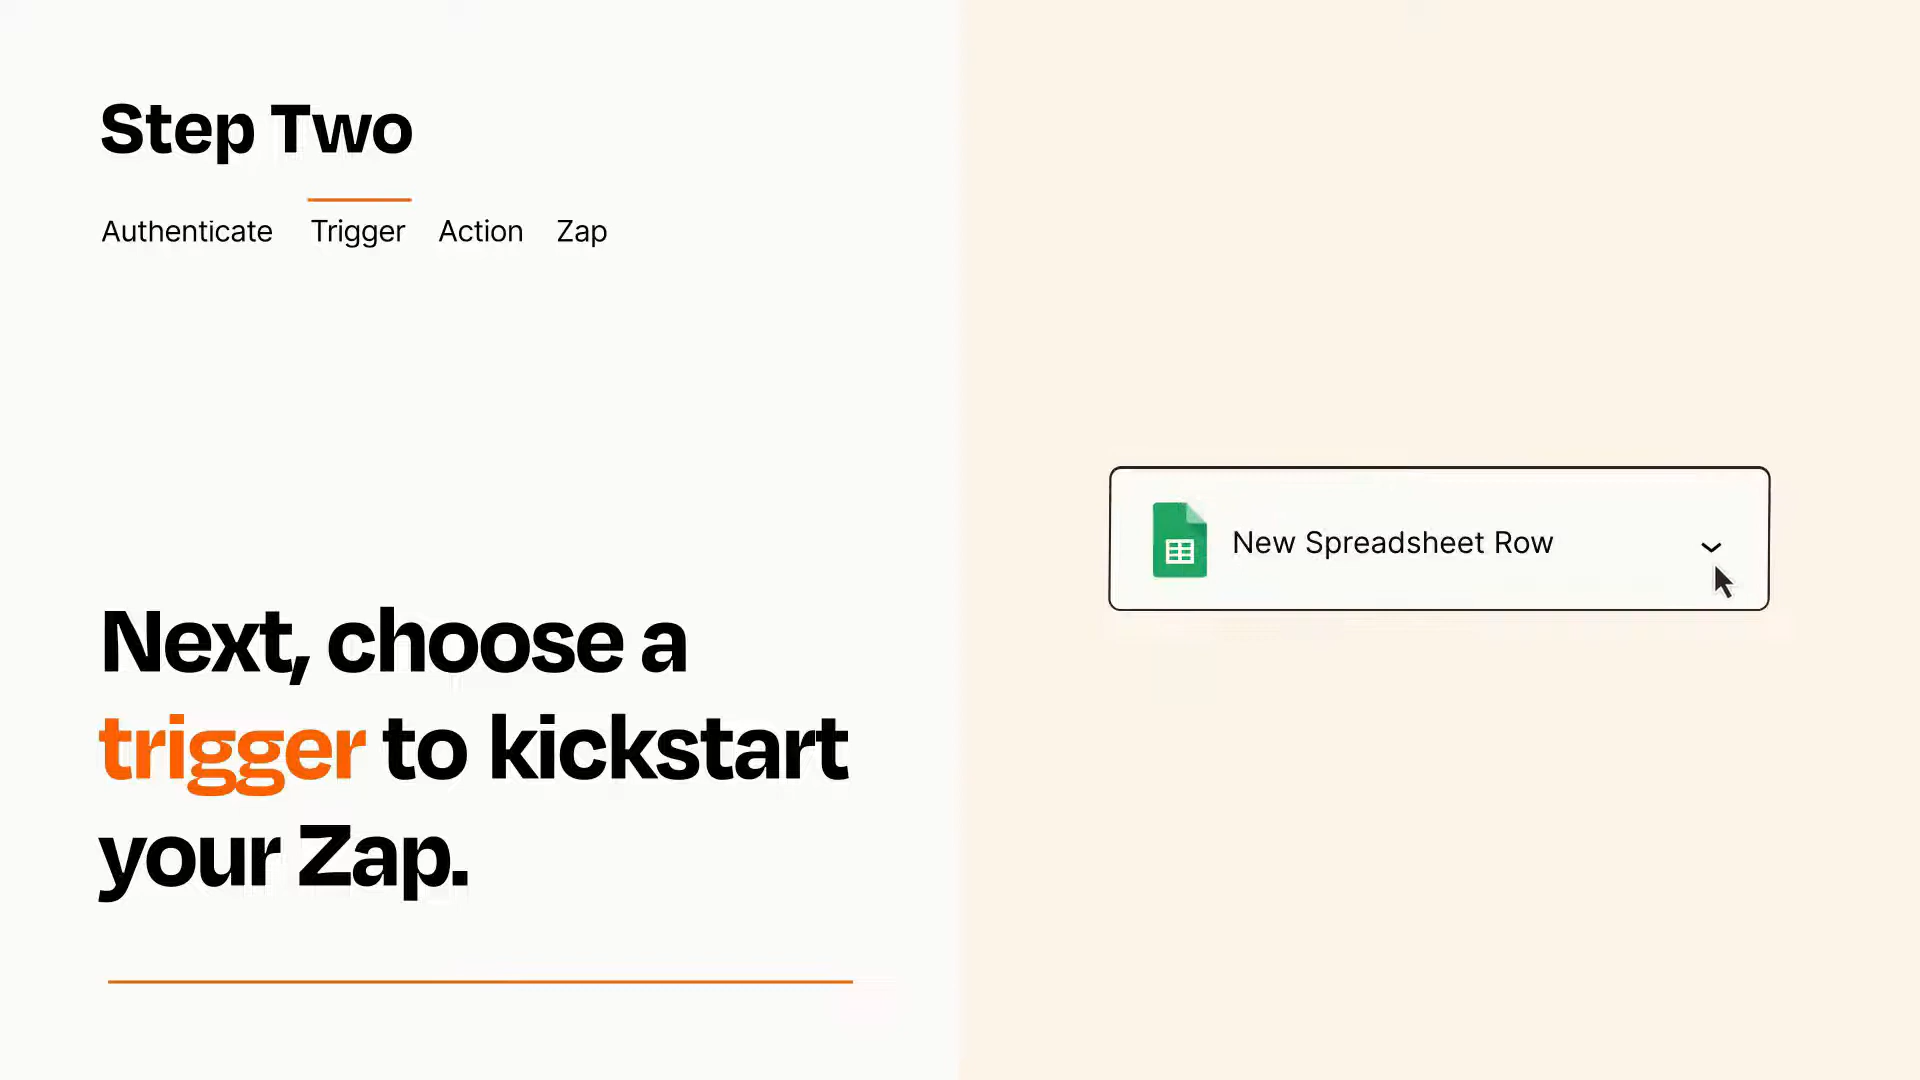 Step Two
Authenticate Trigger Action Zap
Next, choose a
trigger to kickstart
your Zap.
New Spreadsheet Row